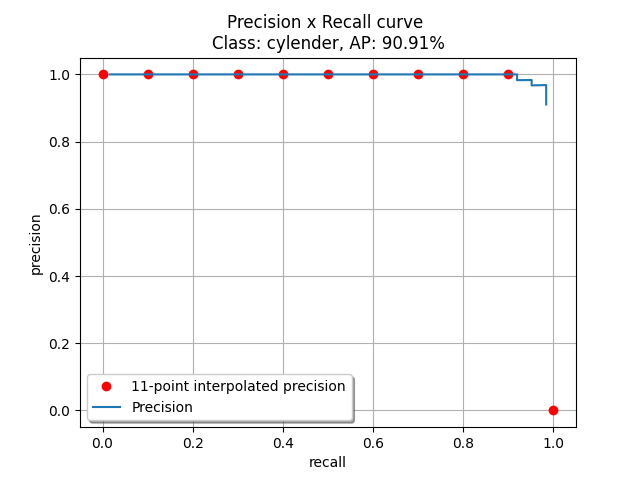 Precision x Recall curve
Class: cylender, AP: 90.91%
1.0
0.8
0.6
0.4
0.2
0.0
precision
11-point interpolated precision
Precision
0.0 0.2 0.4 0.6 0.8 1.0
recall